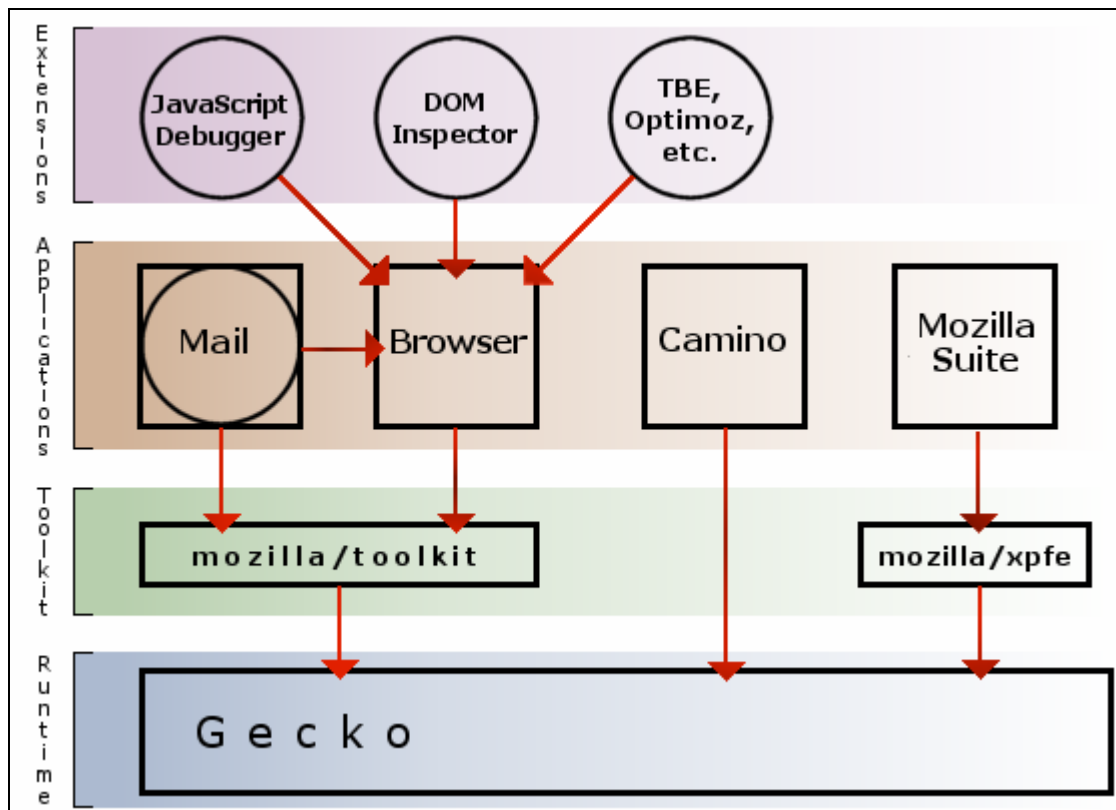 Extensions
JavaScript
Debugger
DOM
Inspector
TBE,
Optimoz,
etc.
Applications
Mail
Browser
Camino
Mozilla
Suite
Toolkit
mozilla/toolkit
mozilla/xpfe
Runtime
Gecko